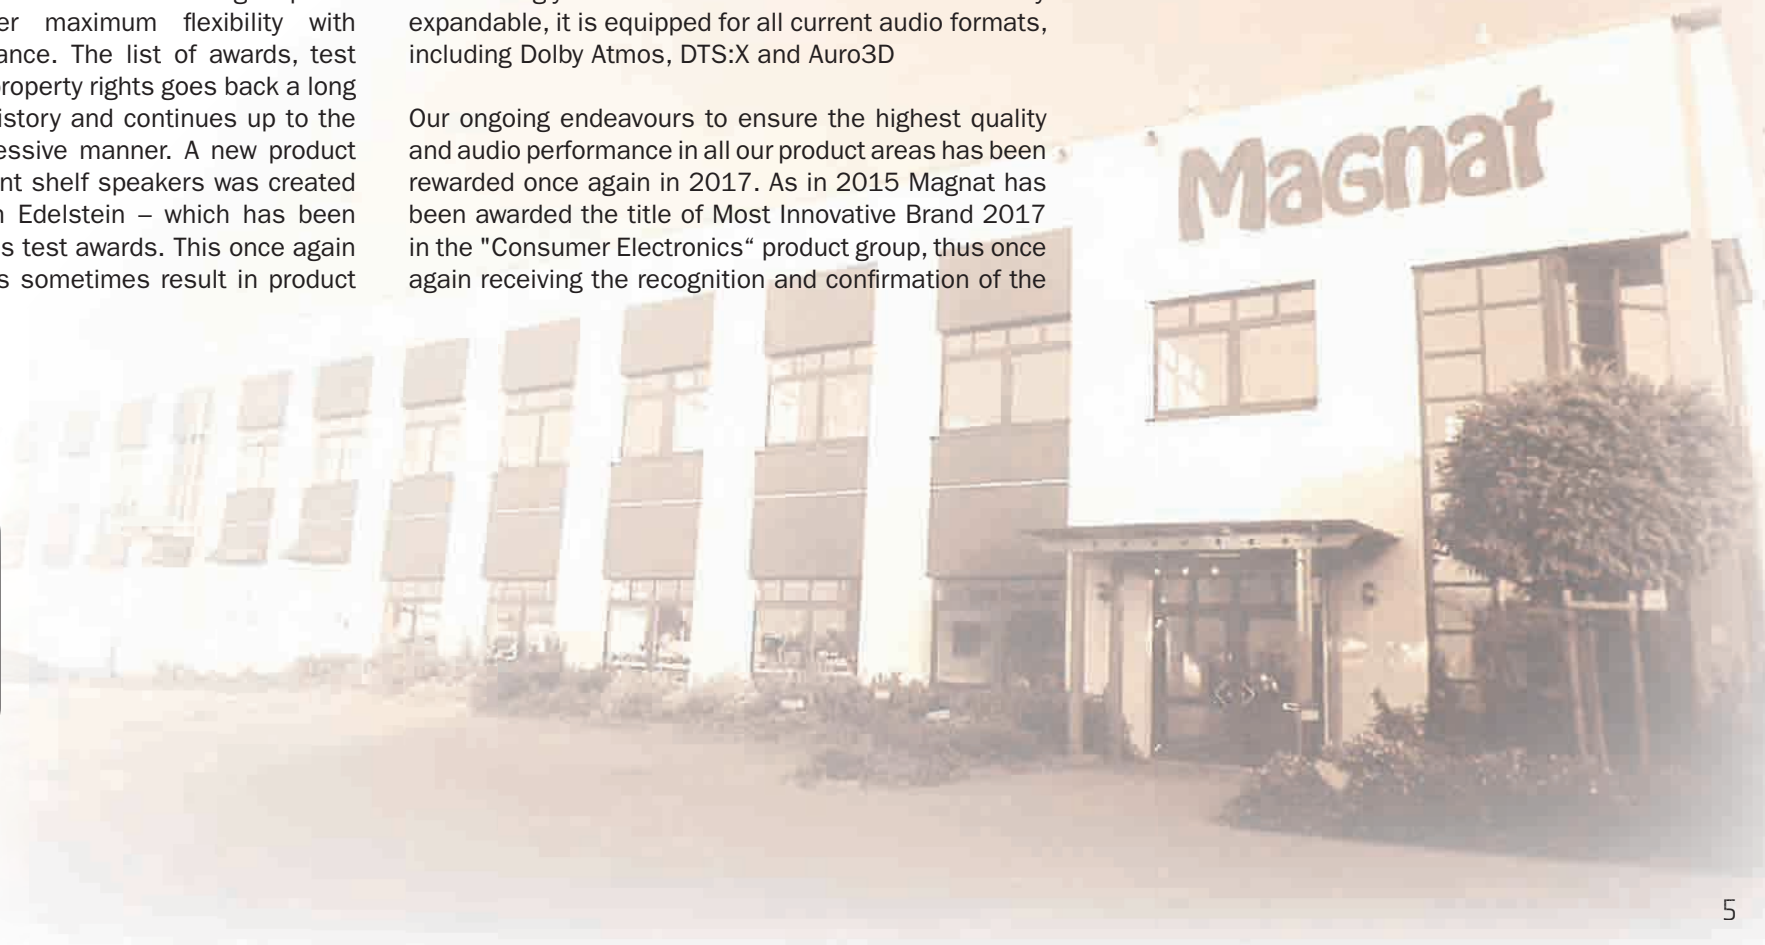 er maximum flexibility with
ance. The list of awards, test
property rights goes back a long
istory and continues up to the
essive manner. A new product
nt shelf speakers was created
n Edelstein – which has been
s test awards. This once again
s sometimes result in product
expandable, it is equipped for all current audio formats,
including Dolby Atmos, DTS:X and Auro3D
Our ongoing endeavours to ensure the highest quality
and audio performance in all our product areas has been
rewarded once again in 2017. As in 2015 Magnat has
been awarded the title of Most Innovative Brand 2017
in the "Consumer Electronics“ product group, thus once
again receiving the recognition and confirmation of the
Magnat
5